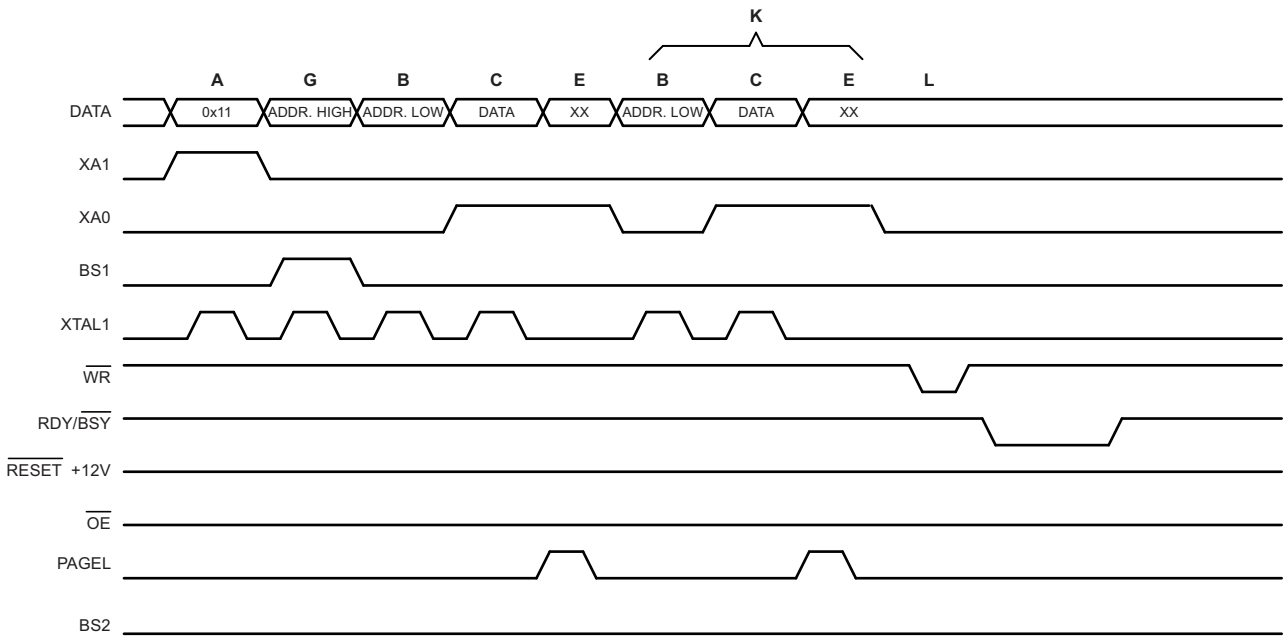 K
A G B C E B C E L
DATA 0x11 ADDR. HIGH ADDR. LOW DATA XX ADDR. LOW DATA XX
XA1
XA0
BS1
XTAL1
WR
RDY/BSY
RESET +12V
OE
PAGEL
BS2